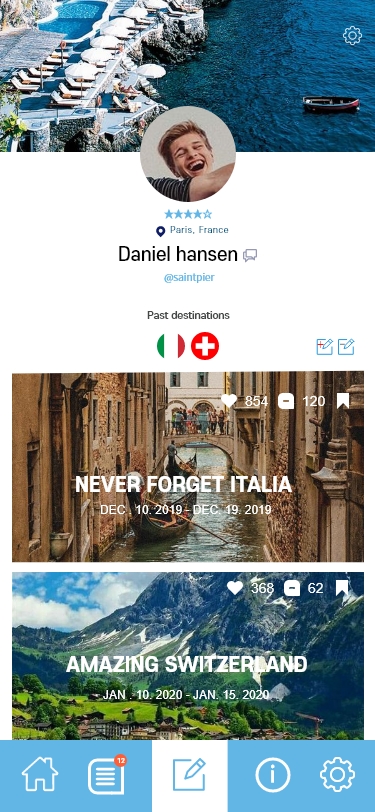 Paris, France
Daniel hansen
@saintpier
Past destinations
854 120
NEVER FORGET ITALIA
DEC . 10. 2019 - DEC. 19. 2019
368 62
AMAZING SWITZERLAND
JAN . 10. 2020 - JAN. 15. 2020
12